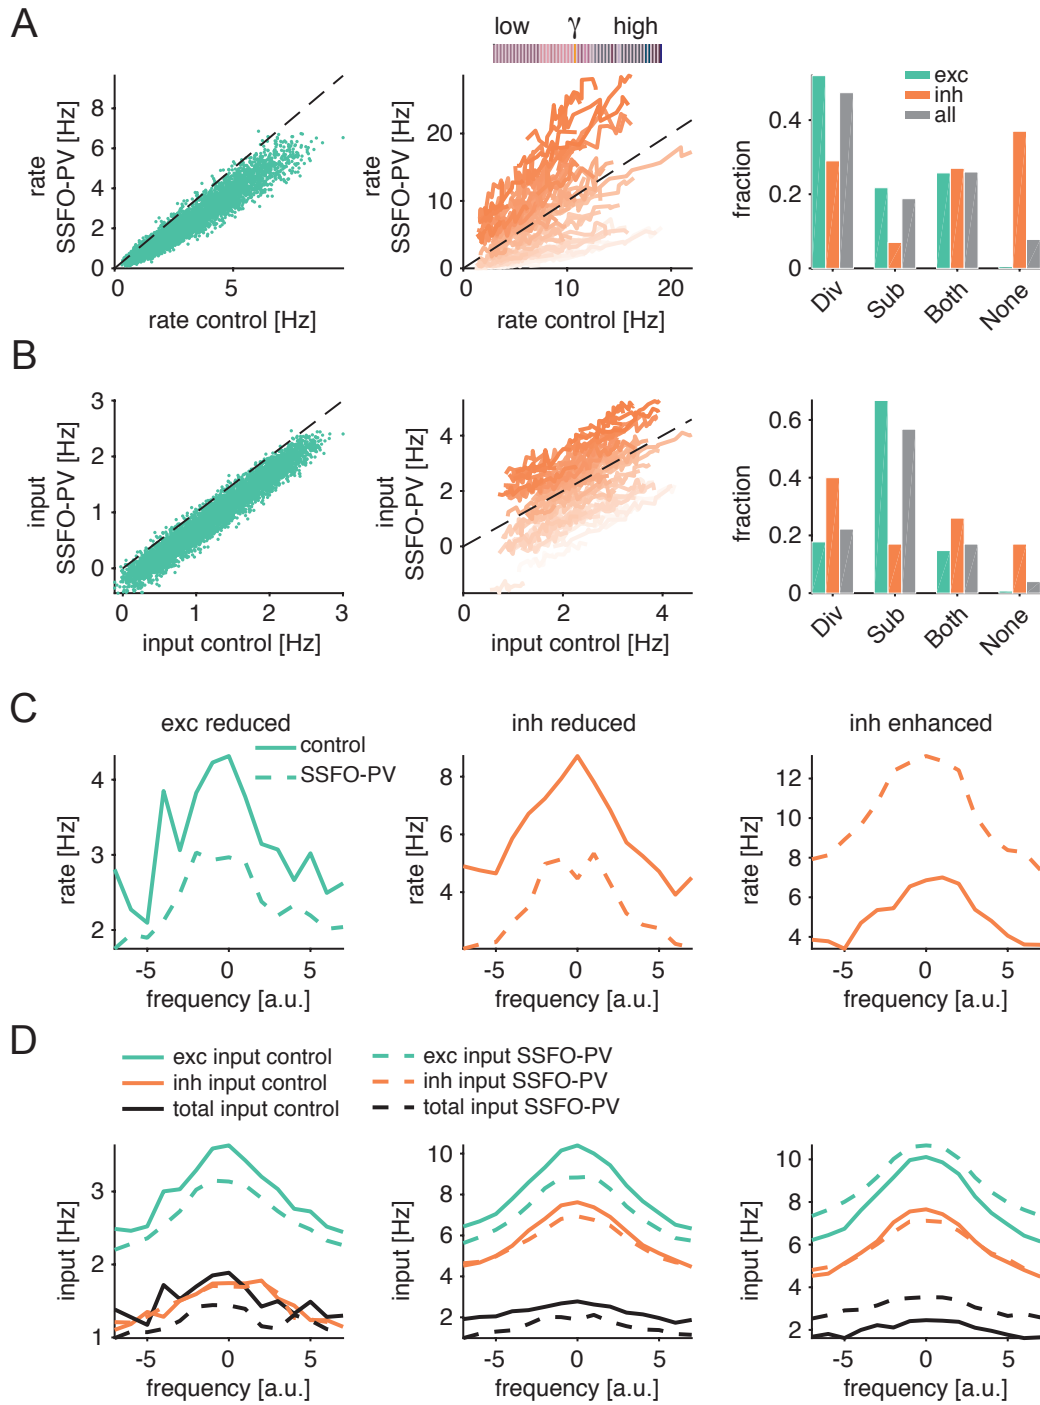 A
low γ high
rate
SSFO-PV [Hz]
8
6
4
2
0
0
5
rate control [Hz]
rate
SSFO-PV [Hz]
20
10
0
0
10
20
rate control [Hz]
exc
inh
all
fraction
0.4
0.2
0
Div
Sub
Both
None
B
input
SSFO-PV [Hz]
3
2
1
0
0
1
2
3
input control [Hz]
input
SSFO-PV [Hz]
4
2
0
0
2
4
input control [Hz]
fraction
0.6
0.4
0.2
0
Div
Sub
Both
None
C
exc reduced
control
SSFO-PV
rate [Hz]
4
3
2
-5
0
5
frequency [a.u.]
inh reduced
rate [Hz]
8
6
4
-5
0
5
frequency [a.u.]
inh enhanced
rate [Hz]
12
10
8
6
4
-5
0
5
frequency [a.u.]
D
exc input control
exc input SSFO-PV
inh input control
inh input SSFO-PV
total input control
total input SSFO-PV
input [Hz]
3
2
1
1
-5
0
5
frequency [a.u.]
input [Hz]
10
8
6
4
2
-5
0
5
frequency [a.u.]
input [Hz]
10
8
6
4
2
-5
0
5
frequency [a.u.]